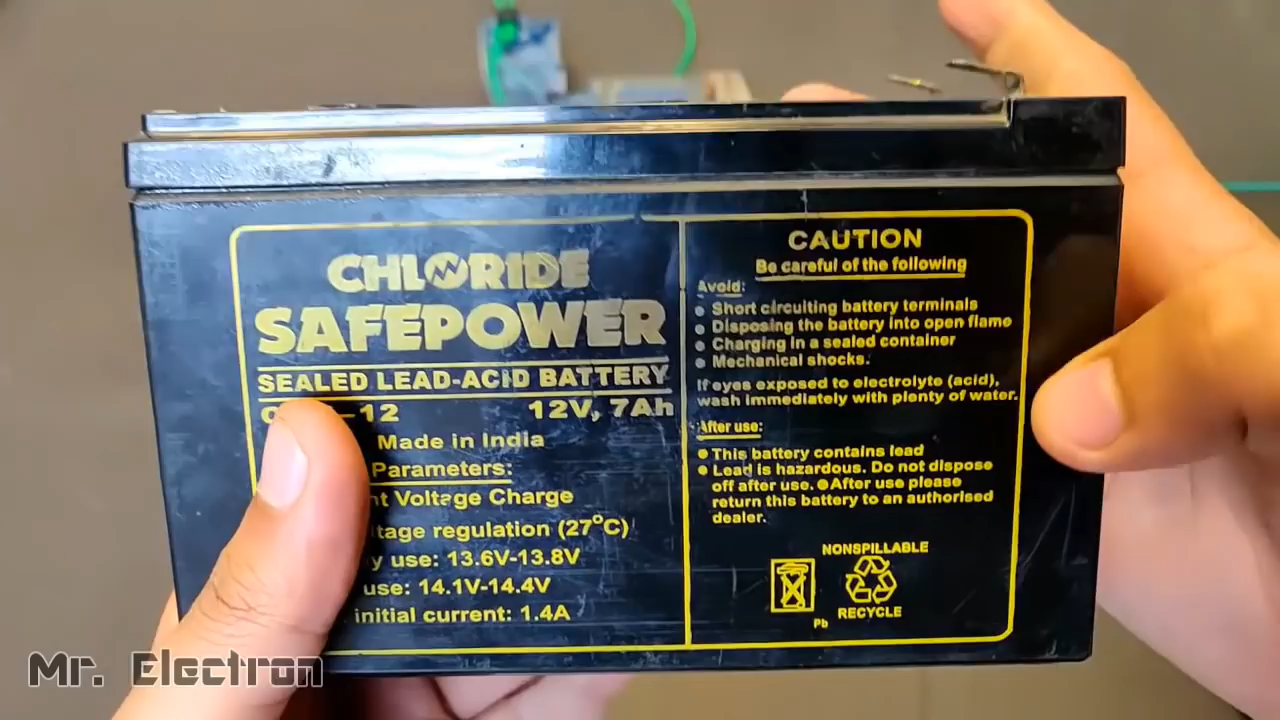 CHLORIDE
SAFEPOWER
SEALED LEAD-ACID BATTERY
-12 12V, 7Ah
Made in India
Parameters:
Voltage Charge
regulation (27°C)
use: 13.6V-13.8V
use: 14.1V-14.4V
initial current: 1.4A
CAUTION
Be careful of the following
Avoid:
● Short circuiting battery terminals
● Disposing the battery into open flame
● Charging in a sealed container
● Mechanical shocks.
If eyes exposed to electrolyte (acid),
wash immediately with plenty of water.
After use:
● This battery contains lead
● Lead is hazardous. Do not dispose
off after use. ● After use please
return this battery to an authorised
dealer.
NONSPILLABLE
Pb
RECYCLE
Mr. Electron